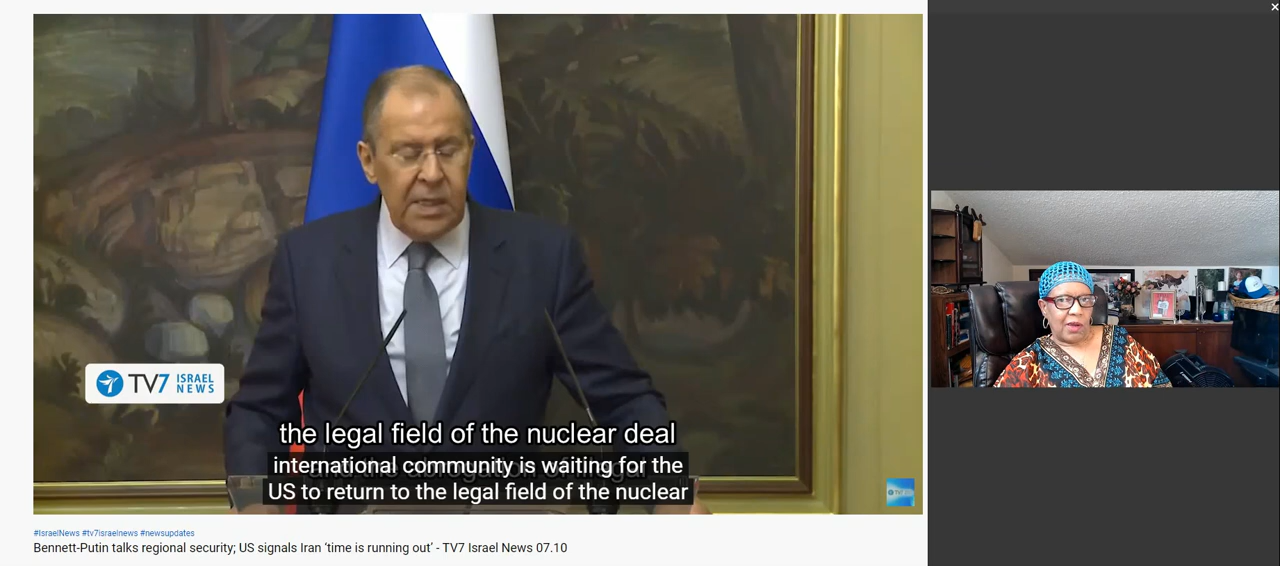 TV7 ISRAEL
NEWS
the legal field of the nuclear deal
international community is waiting for the
US to return to the legal field of the nuclear
#IsraelNews #tv7israelnews #newsupdates
Bennett-Putin talks regional security; US signals Iran ‘time is running out’ - TV7 Israel News 07.10